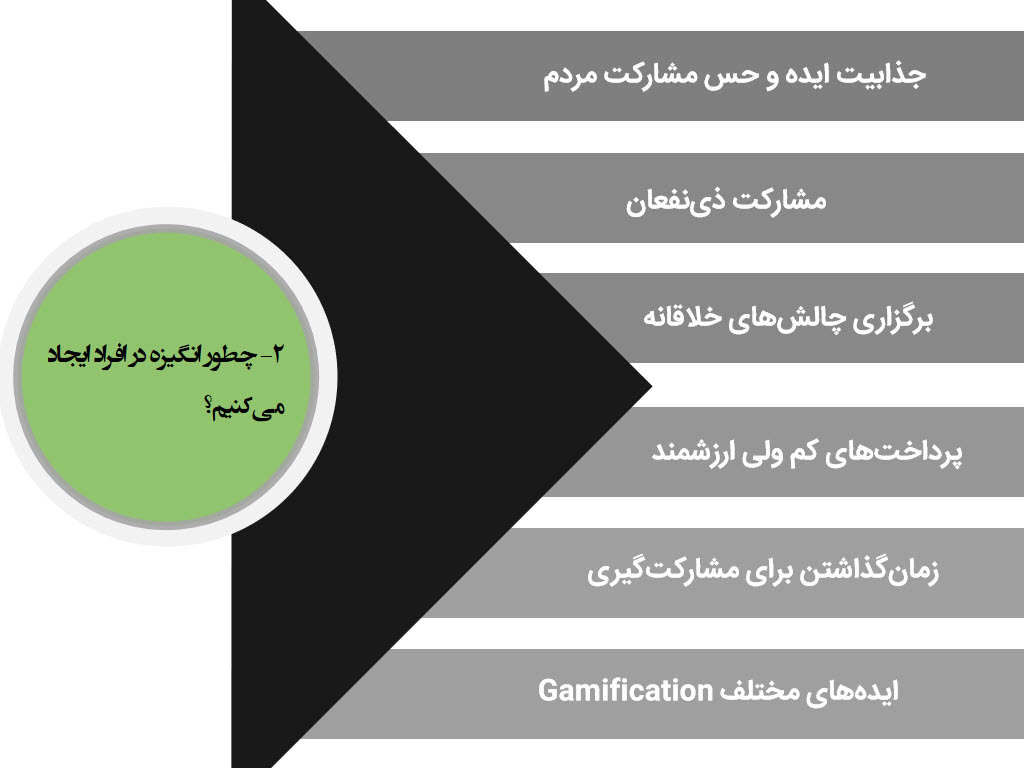 جذابیت ایده و حس مشارکت مردم
مشارکت ذی‌نفعان
برگزاری چالش‌های خلاقانه
۲- چطور انگیزه در افراد ایجاد
می‌کنیم؟
پرداخت‌های کم ولی ارزشمند
زمان‌گذاشتن برای مشارکت‌گیری
ایده‌های مختلف Gamification